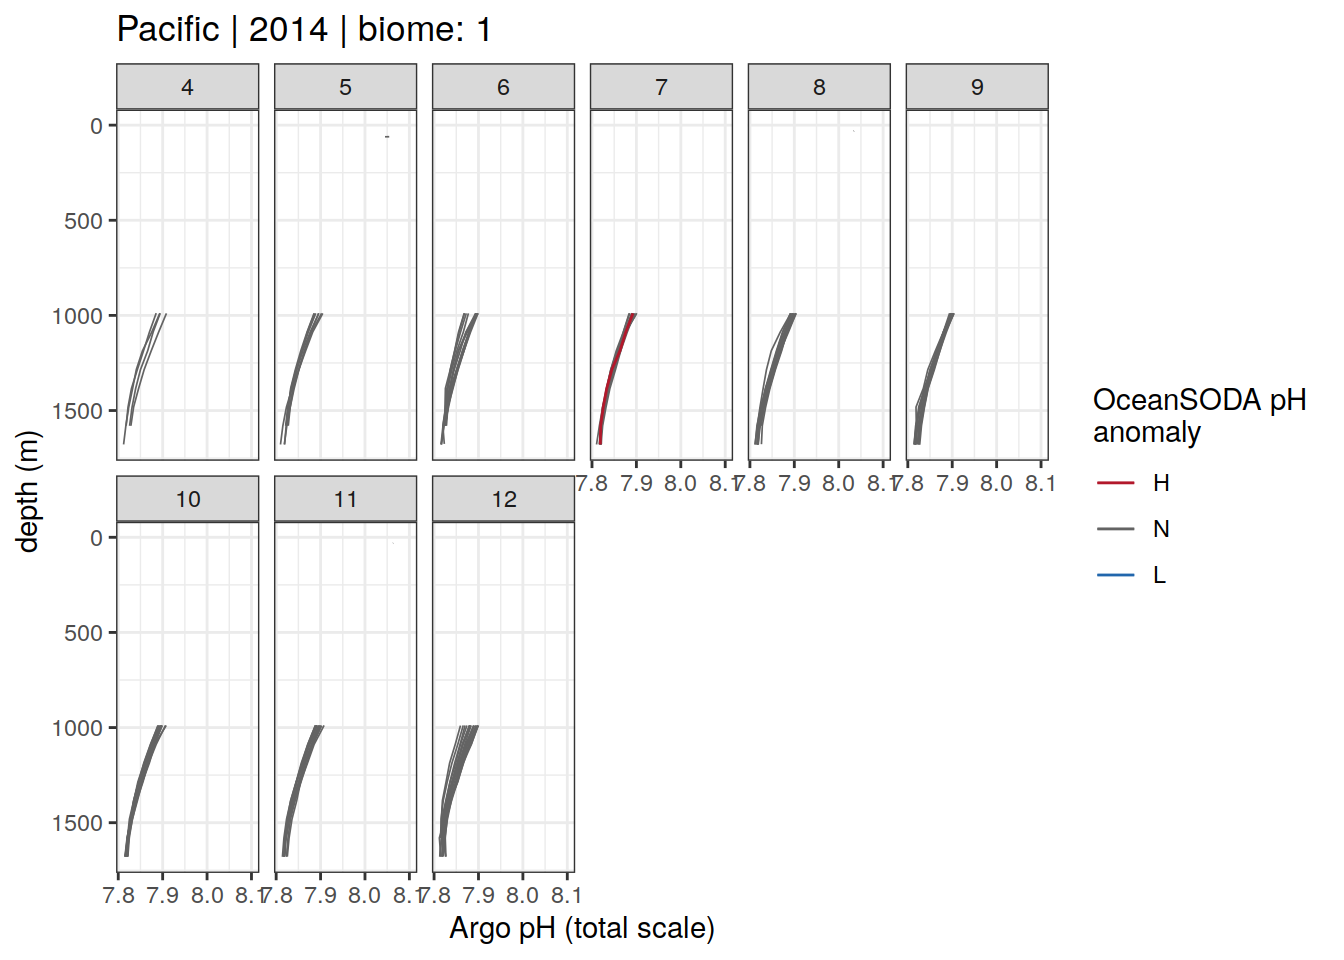 Pacific | 2014 | biome: 1
4 5 6 7 8 9
0
500
1000
1500
7.8 7.9 8.0 8.1 7.8 7.9 8.0 8.1 7.8 7.9 8.0 8.1
10 11 12
0
500
1000
1500
7.8 7.9 8.0 8.1 7.8 7.9 8.0 8.1 7.8 7.9 8.0 8.1
depth (m)
Argo pH (total scale)
OceanSODA pH
anomaly
H
N
L